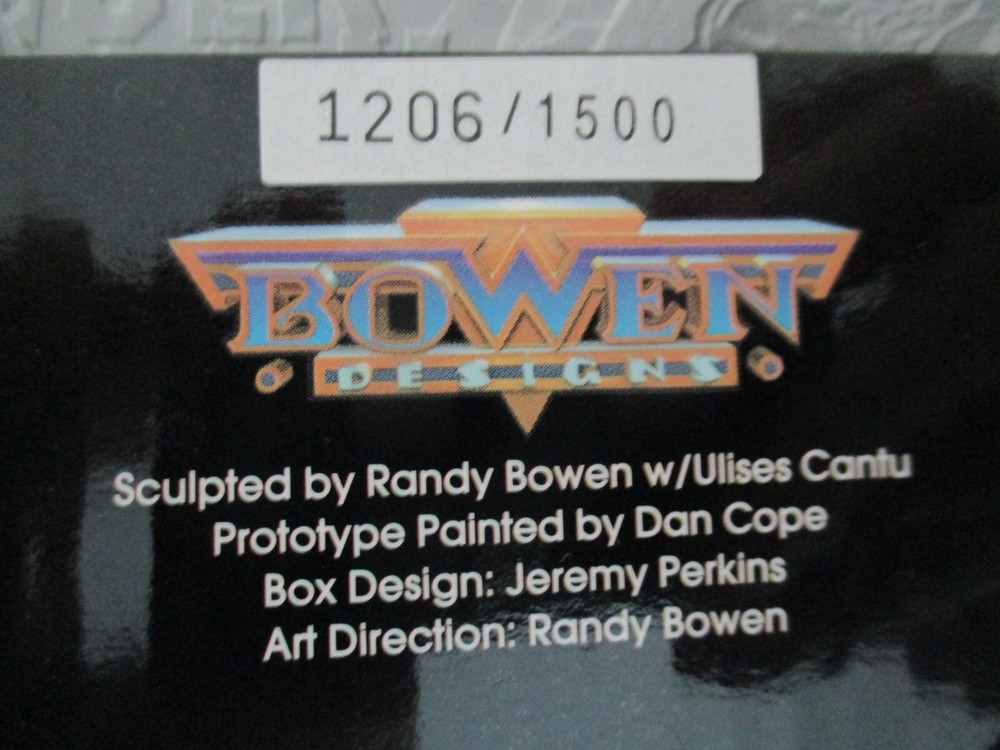 1206/1500
BOWEN
DESIGNS
Sculpted by Randy Bowen w/Ulises Cantu
Prototype Painted by Dan Cope
Box Design: Jeremy Perkins
Art Direction: Randy Bowen